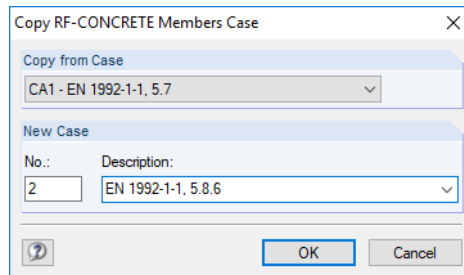 Copy RF-CONCRETE Members Case
Copy from Case
CA1 - EN 1992-1-1, 5.7
New Case
No.: Description:
2 EN 1992-1-1, 5.8.6
OK Cancel